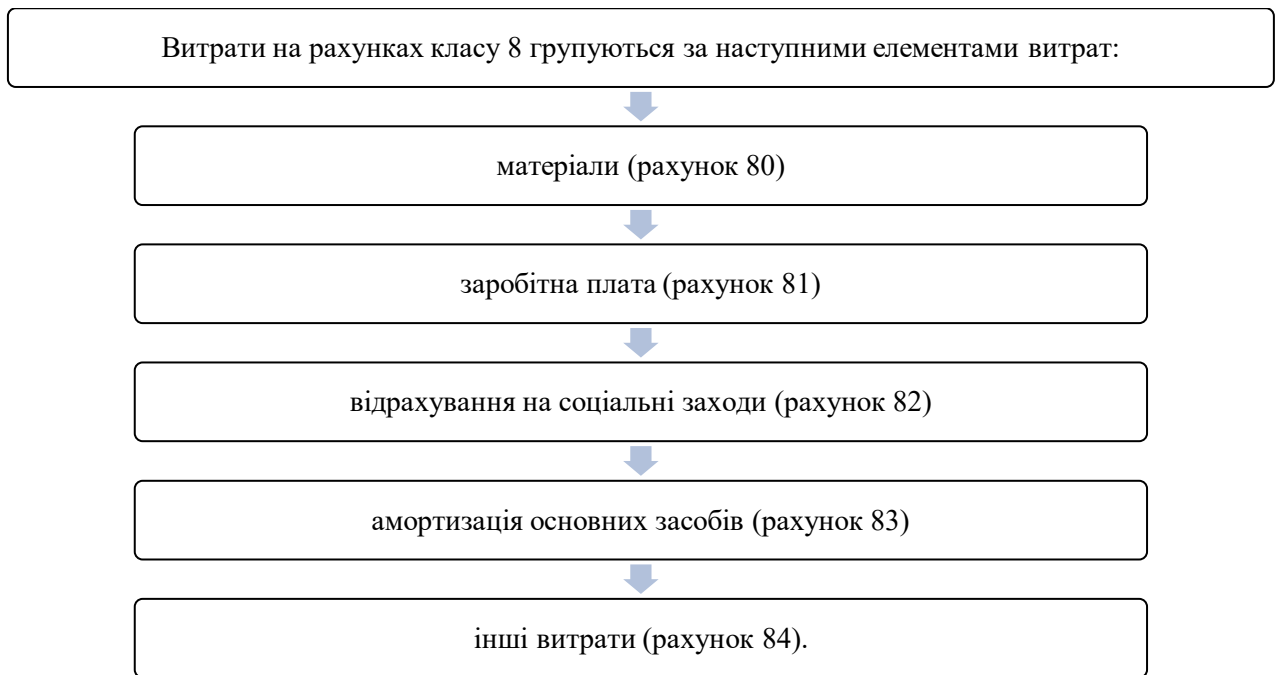 Витрати на рахунках класу 8 групуються за наступними елементами витрат:
матеріали (рахунок 80)
заробітна плата (рахунок 81)
відрахування на соціальні заходи (рахунок 82)
амортизація основних засобів (рахунок 83)
інші витрати (рахунок 84).